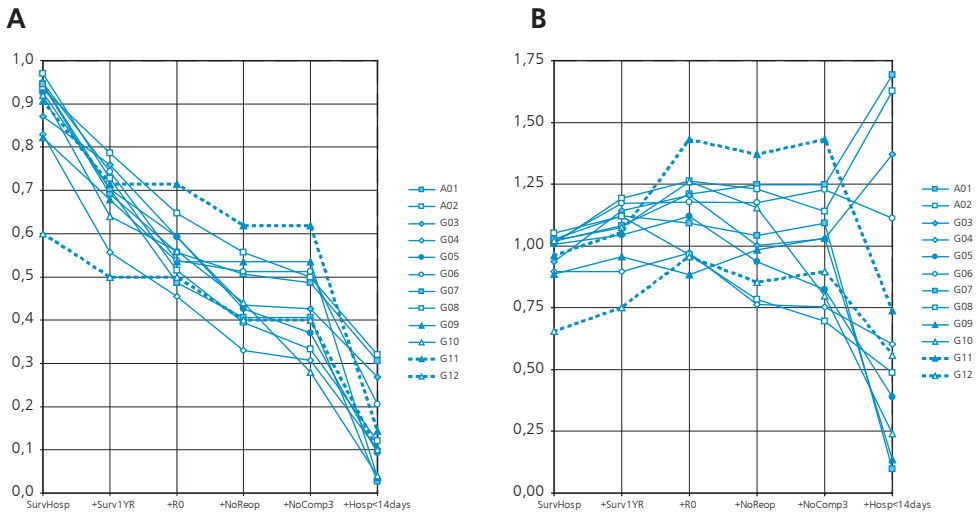 A
B
1,0
0,9
0,8
0,7
0,6
0,5
0,4
0,3
0,2
0,1
0,0
SurvHosp
+Surv1YR
+R0
+NoReop
+NoComp3
+Hosp<14days
A01
A02
G03
G04
G05
G06
G07
G08
G09
G10
G11
G12
1,75
1,50
1,25
1,00
0,75
0,50
0,25
0,00
SurvHosp
+Surv1YR
+R0
+NoReop
+NoComp3
+Hosp<14days
A01
A02
G03
G04
G05
G06
G07
G08
G09
G10
G11
G12